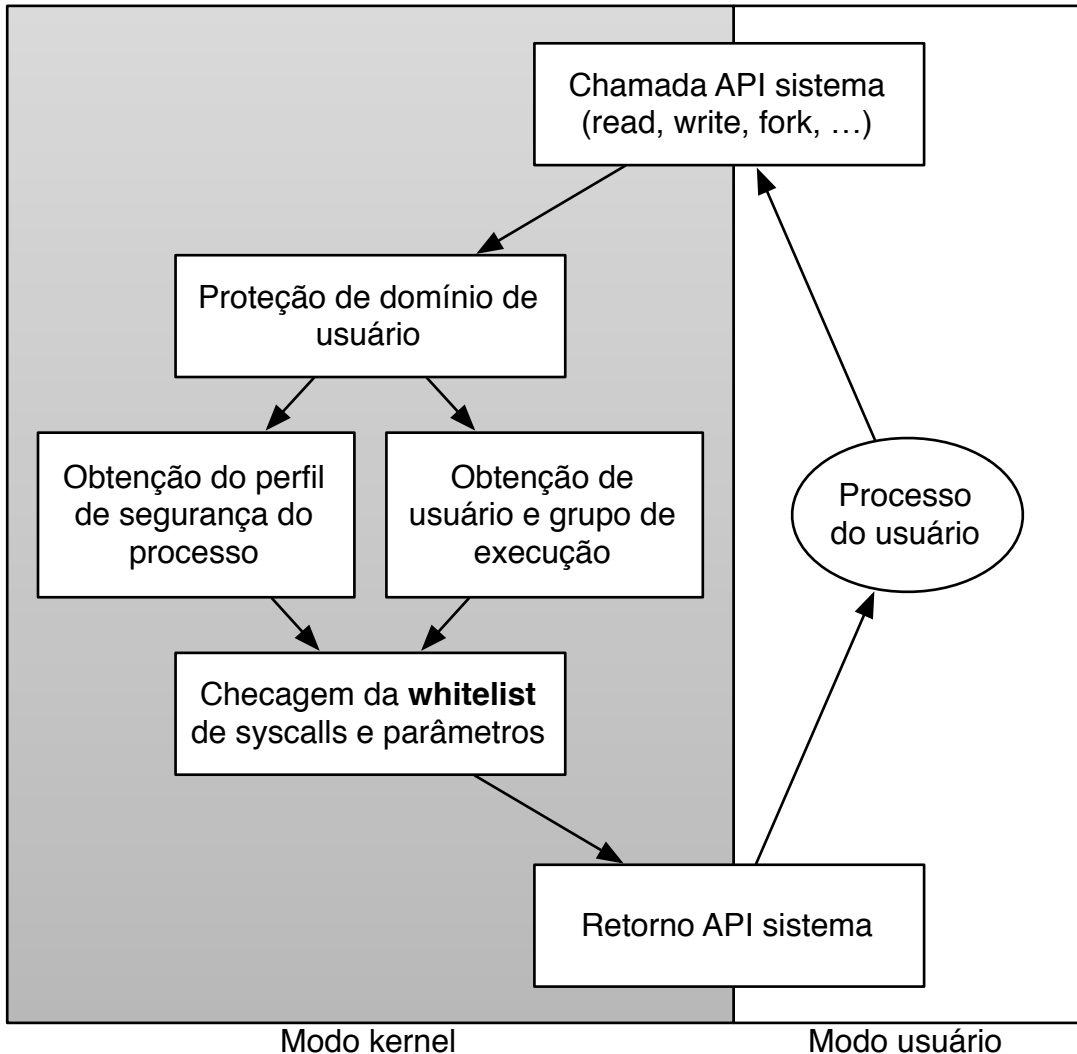 Chamada API sistema
(read, write, fork, …)
Proteção de domínio de
usuário
Obtenção do perfil
de segurança do
processo
Obtenção de
usuário e grupo de
execução
Processo
do usuário
Checagem da whitelist
de syscalls e parâmetros
Retorno API sistema
Modo kernel
Modo usuário